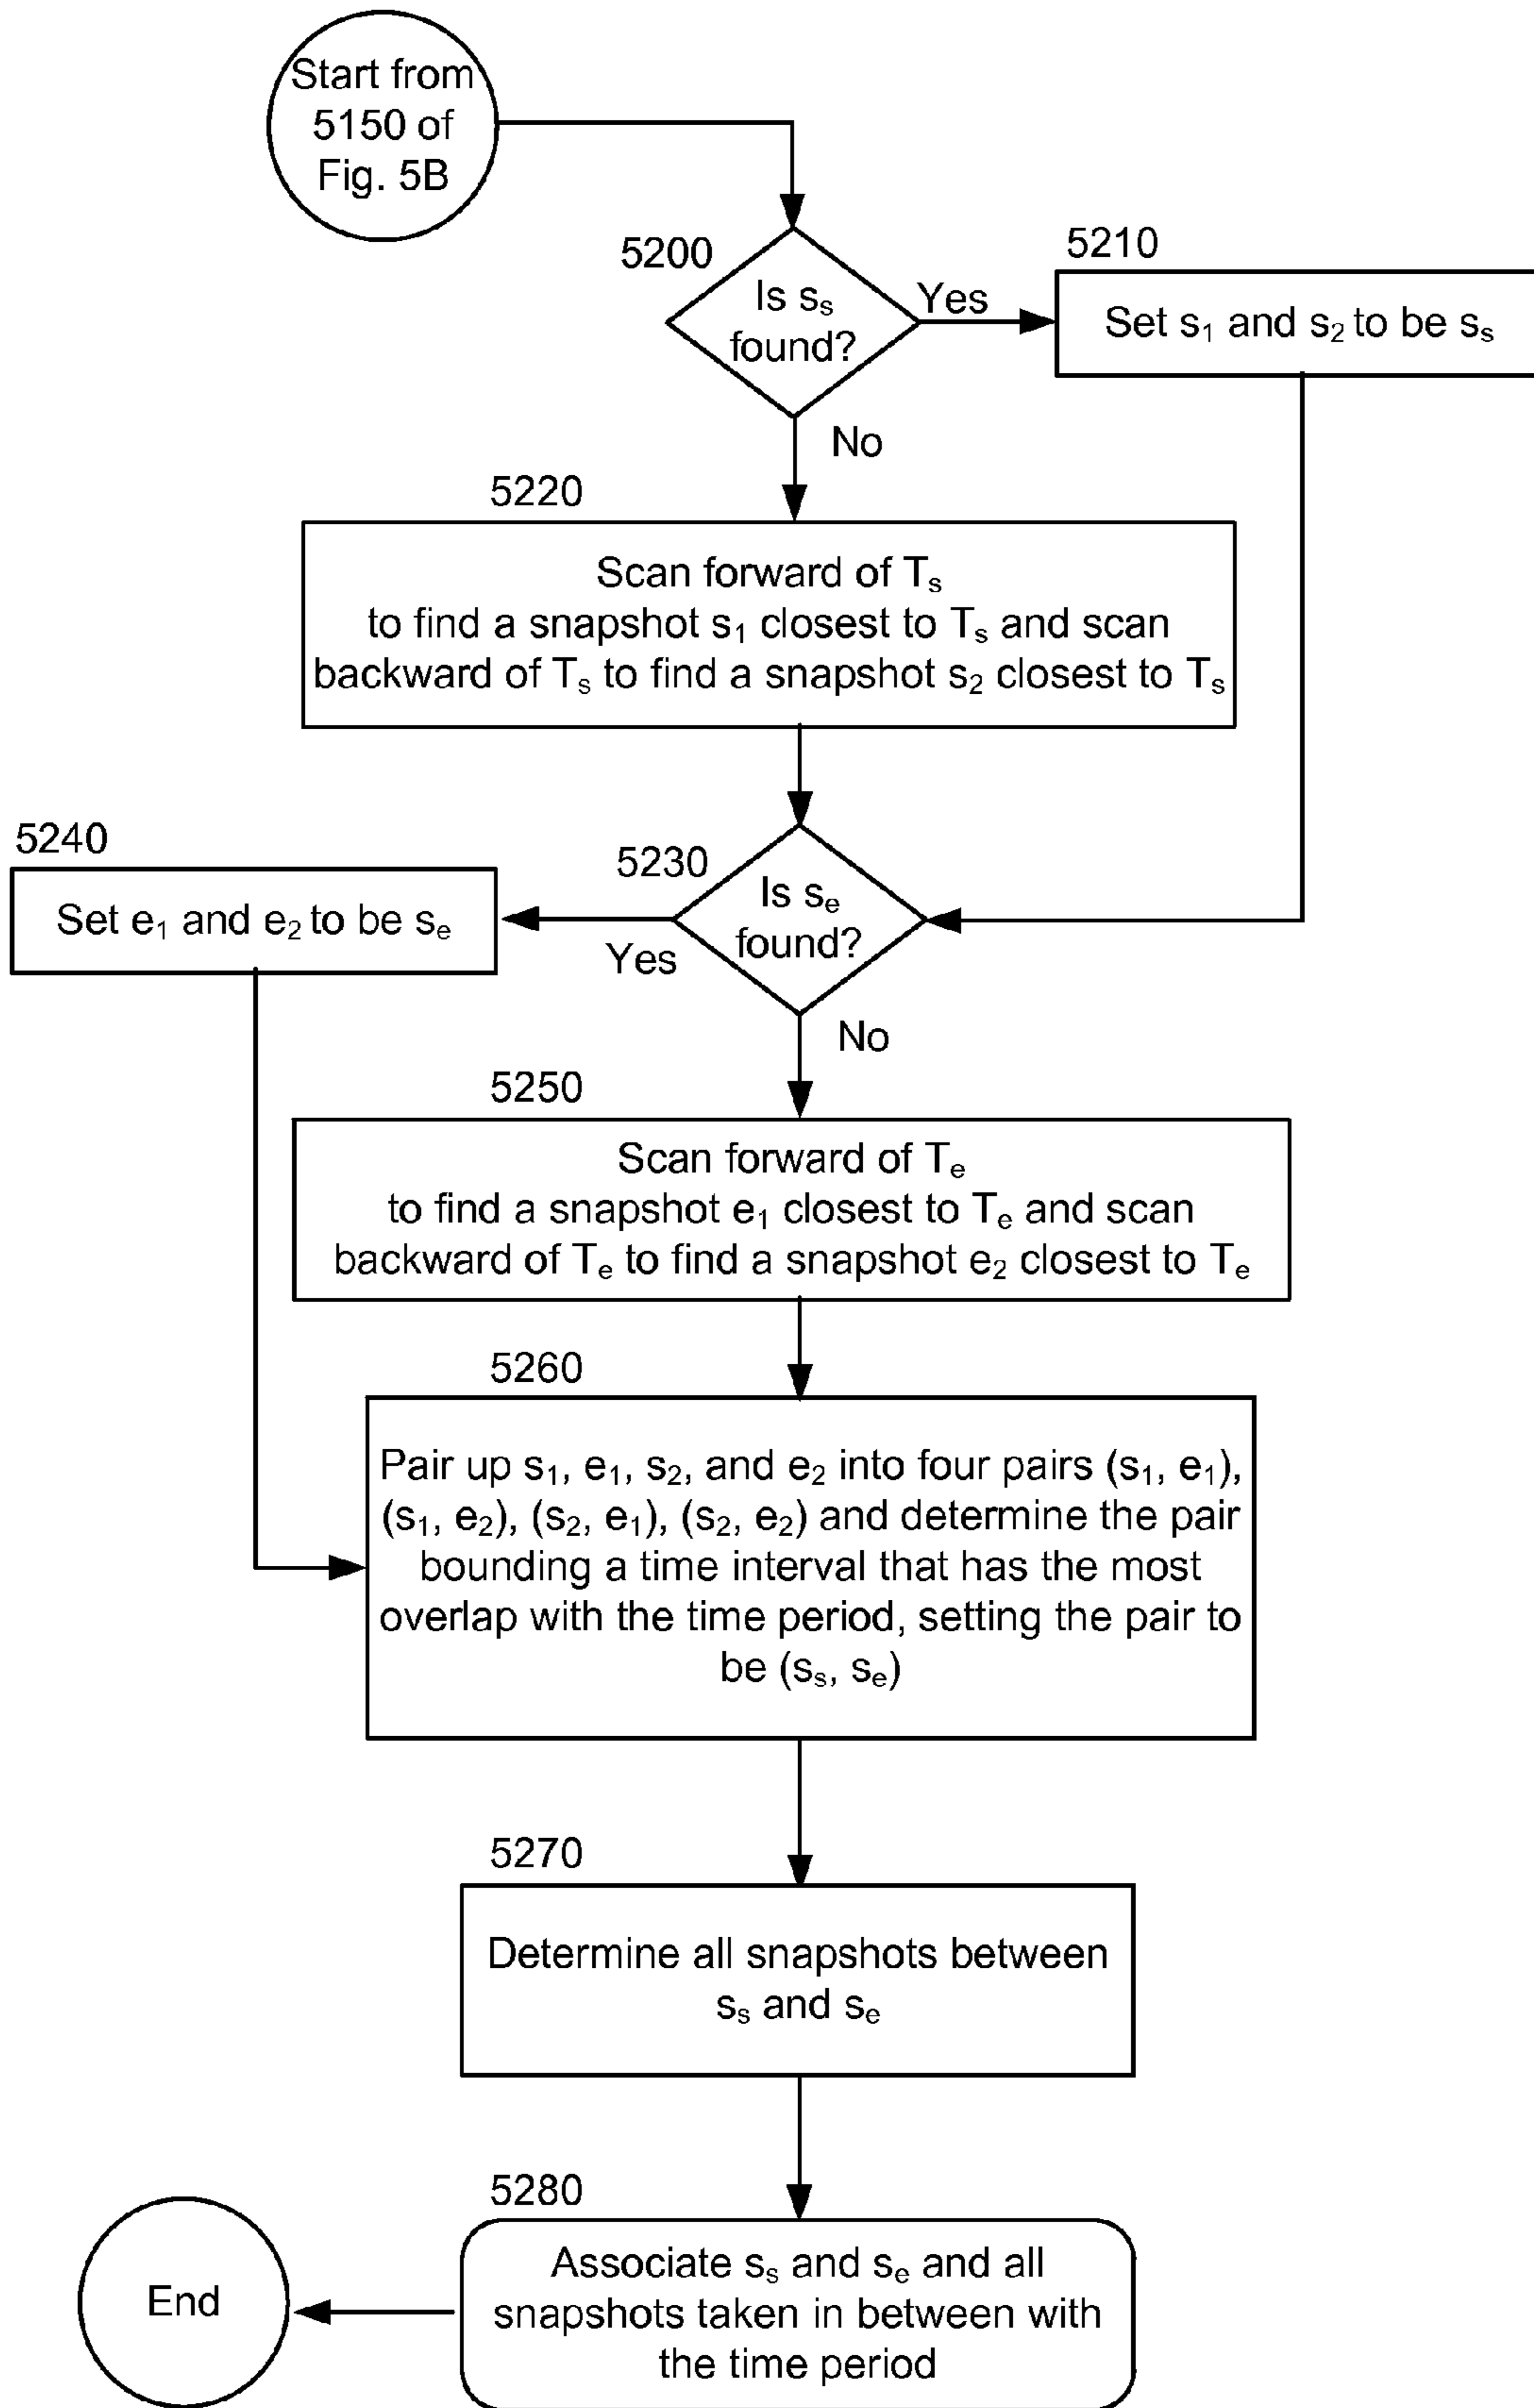 Start from
5150 of
Fig. 5B
5200
Is s_s
found?
Yes
5210
Set s_1 and s_2 to be s_s
No
5220
Scan forward of T_s
to find a snapshot s_1 closest to T_s and scan
backward of T_s to find a snapshot s_2 closest to T_s
5230
Is s_e
found?
Yes
5240
Set e_1 and e_2 to be s_e
No
5250
Scan forward of T_e
to find a snapshot e_1 closest to T_e and scan
backward of T_e to find a snapshot e_2 closest to T_e
5260
Pair up s_1, e_1, s_2, and e_2 into four pairs (s_1, e_1),
(s_1, e_2), (s_2, e_1), (s_2, e_2) and determine the pair
bounding a time interval that has the most
overlap with the time period, setting the pair to
be (s_s, s_e)
5270
Determine all snapshots between
s_s and s_e
5280
Associate s_s and s_e and all
snapshots taken in between with
the time period
End